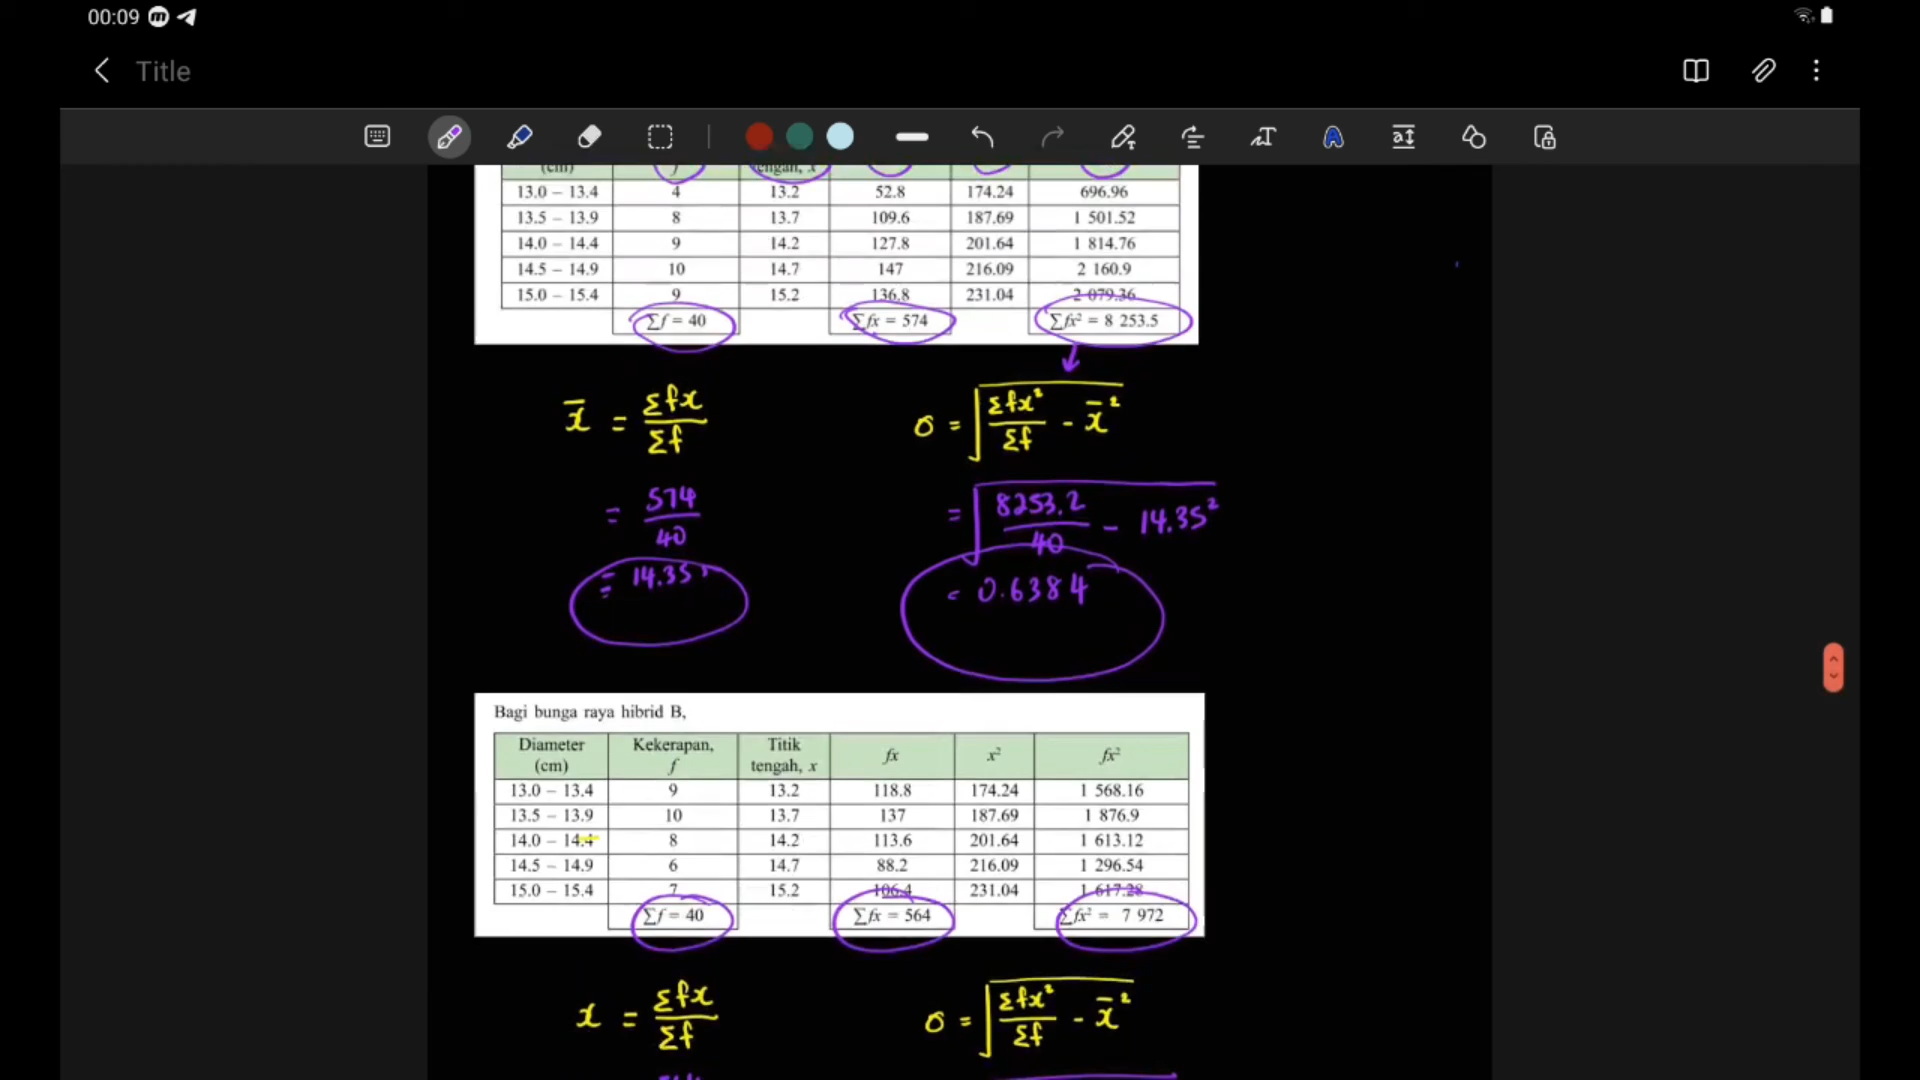 00:09
Title
(cm) f tengah, x
13.0 – 13.4 4 13.2 52.8 174.24 696.96
13.5 – 13.9 8 13.7 109.6 187.69 1 501.52
14.0 – 14.4 9 14.2 127.8 201.64 1 814.76
14.5 – 14.9 10 14.7 147 216.09 2 160.9
15.0 – 15.4 9 15.2 136.8 231.04 2 079.36
∑f = 40 ∑fx = 574 ∑fx² = 8 253.5
x̄ = Σfx/Σf σ = √(Σfx²/Σf - x̄²)
= 574/40 = √(8253.2/40 - 14.35²)
= 14.35 = 0.6384
Bagi bunga raya hibrid B,
Diameter (cm) Kekerapan, f Titik tengah, x fx x² fx²
13.0 – 13.4 9 13.2 118.8 174.24 1 568.16
13.5 – 13.9 10 13.7 137 187.69 1 876.9
14.0 – 14.4 8 14.2 113.6 201.64 1 613.12
14.5 – 14.9 6 14.7 88.2 216.09 1 296.54
15.0 – 15.4 7 15.2 106.4 231.04 1 617.28
∑f = 40 ∑fx = 564 ∑fx² = 7 972
x = Σfx/Σf σ = √(Σfx²/Σf - x̄²)